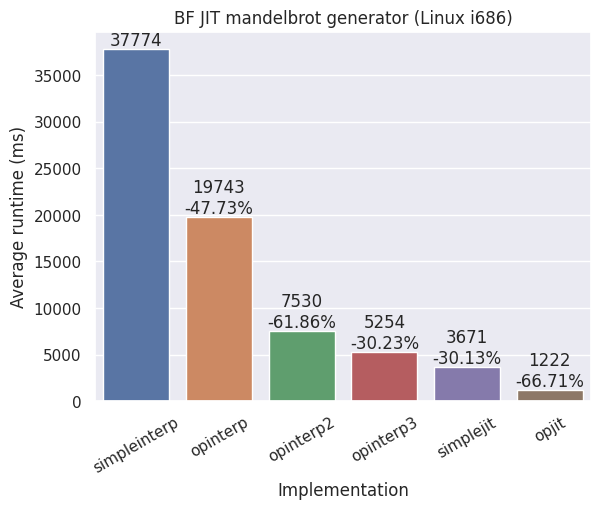 BF JIT mandelbrot generator (Linux i686)
Average runtime (ms)
35000
30000
25000
20000
15000
10000
5000
0
37774
19743
-47.73%
7530
-61.86%
5254
-30.23%
3671
-30.13%
1222
-66.71%
simpleinterp
opinterp
opinterp2
opinterp3
simplejit
opjit
Implementation